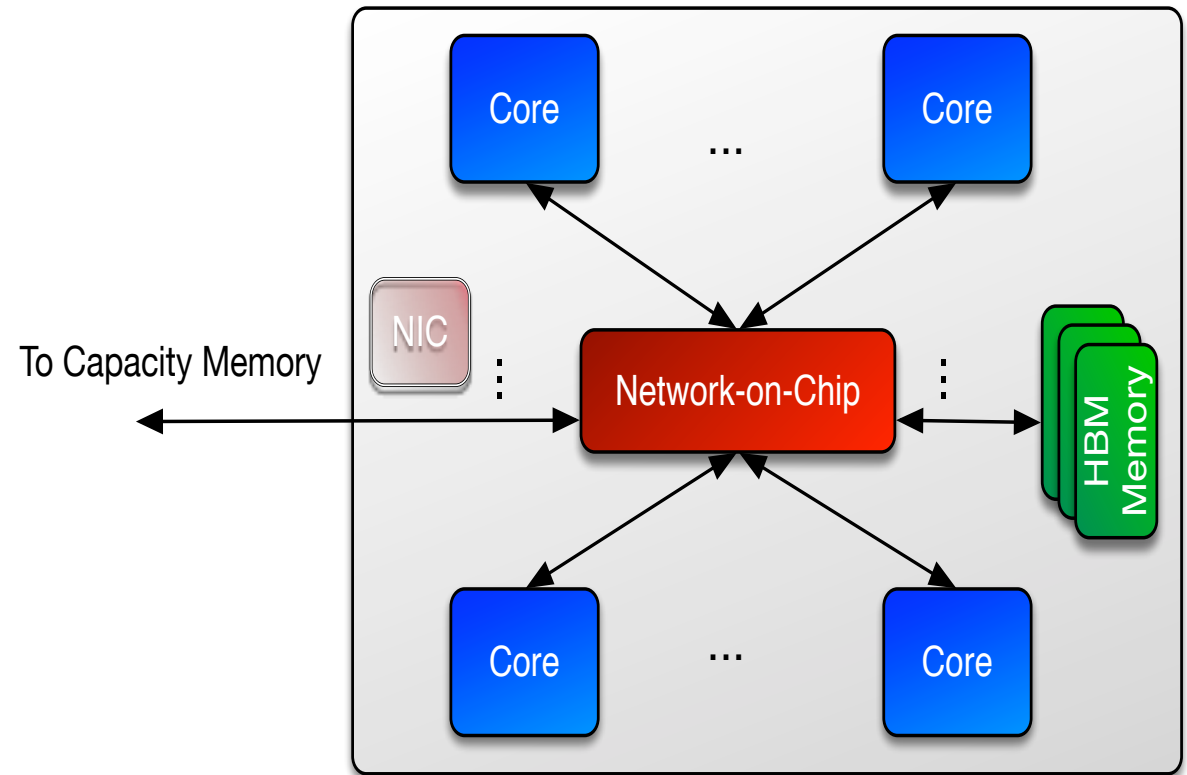 Core
Core
...
NIC
To Capacity Memory
Network-on-Chip
HBM
Memory
Core
Core
...